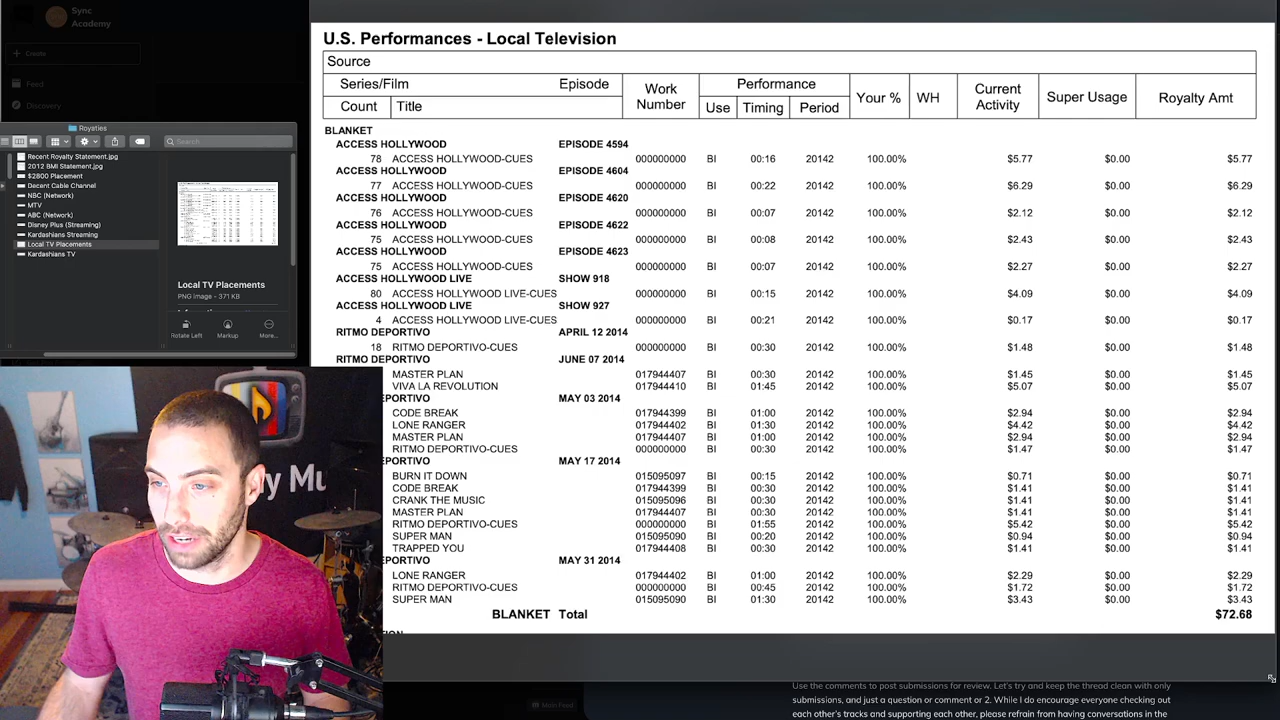 Sync
Academy
Create
Feed
Discovery
Royaties
Search
Recent Royalty Statement.jpg
2012 BMI Statement.jpg
$2800 Placement
Decent Cable Channel
NBC (Network)
MTV
ABC (Network)
Disney Plus (Streaming)
Kardashians Streaming
Local TV Placements
Kardashians TV
Local TV Placements
PNG image - 371 KB
Rotate Left Markup More...
U.S. Performances - Local Television
Source
Series/Film Episode Work Number Performance Your % WH Current Activity Super Usage Royalty Amt
Count Title Use Timing Period
BLANKET
ACCESS HOLLYWOOD EPISODE 4594
78 ACCESS HOLLYWOOD-CUES 000000000 BI 00:16 20142 100.00% $5.77 $0.00 $5.77
ACCESS HOLLYWOOD EPISODE 4604
77 ACCESS HOLLYWOOD-CUES 000000000 BI 00:22 20142 100.00% $6.29 $0.00 $6.29
ACCESS HOLLYWOOD EPISODE 4620
76 ACCESS HOLLYWOOD-CUES 000000000 BI 00:07 20142 100.00% $2.12 $0.00 $2.12
ACCESS HOLLYWOOD EPISODE 4622
75 ACCESS HOLLYWOOD-CUES 000000000 BI 00:08 20142 100.00% $2.43 $0.00 $2.43
ACCESS HOLLYWOOD EPISODE 4623
75 ACCESS HOLLYWOOD-CUES 000000000 BI 00:07 20142 100.00% $2.27 $0.00 $2.27
ACCESS HOLLYWOOD LIVE SHOW 918
80 ACCESS HOLLYWOOD LIVE-CUES 000000000 BI 00:15 20142 100.00% $4.09 $0.00 $4.09
ACCESS HOLLYWOOD LIVE SHOW 927
4 ACCESS HOLLYWOOD LIVE-CUES 000000000 BI 00:21 20142 100.00% $0.17 $0.00 $0.17
RITMO DEPORTIVO APRIL 12 2014
18 RITMO DEPORTIVO-CUES 000000000 BI 00:30 20142 100.00% $1.48 $0.00 $1.48
RITMO DEPORTIVO JUNE 07 2014
MASTER PLAN 017944407 BI 00:30 20142 100.00% $1.45 $0.00 $1.45
VIVA LA REVOLUTION 017944410 BI 01:45 20142 100.00% $5.07 $0.00 $5.07
EPORTIVO MAY 03 2014
CODE BREAK 017944399 BI 01:00 20142 100.00% $2.94 $0.00 $2.94
LONE RANGER 017944402 BI 01:30 20142 100.00% $4.42 $0.00 $4.42
MASTER PLAN 017944407 BI 01:00 20142 100.00% $2.94 $0.00 $2.94
RITMO DEPORTIVO-CUES 000000000 BI 00:30 20142 100.00% $1.47 $0.00 $1.47
EPORTIVO MAY 17 2014
BURN IT DOWN 015095097 BI 00:15 20142 100.00% $0.71 $0.00 $0.71
CODE BREAK 017944399 BI 00:30 20142 100.00% $1.41 $0.00 $1.41
CRANK THE MUSIC 015095096 BI 00:30 20142 100.00% $1.41 $0.00 $1.41
MASTER PLAN 017944407 BI 00:30 20142 100.00% $1.41 $0.00 $1.41
RITMO DEPORTIVO-CUES 000000000 BI 01:55 20142 100.00% $5.42 $0.00 $5.42
SUPER MAN 015095090 BI 00:20 20142 100.00% $0.94 $0.00 $0.94
TRAPPED YOU 017944408 BI 00:30 20142 100.00% $1.41 $0.00 $1.41
EPORTIVO MAY 31 2014
LONE RANGER 017944402 BI 01:00 20142 100.00% $2.29 $0.00 $2.29
RITMO DEPORTIVO-CUES 000000000 BI 00:45 20142 100.00% $1.72 $0.00 $1.72
SUPER MAN 015095090 BI 01:30 20142 100.00% $3.43 $0.00 $3.43
BLANKET Total $72.68
y Mu
Main Feed
Use the comments to post submissions for review. Let's try and keep the thread clean with only
submissions, and just a question or comment or 2. While I do encourage everyone checking out
each other's tracks and supporting each other, please refrain from having conversations in the